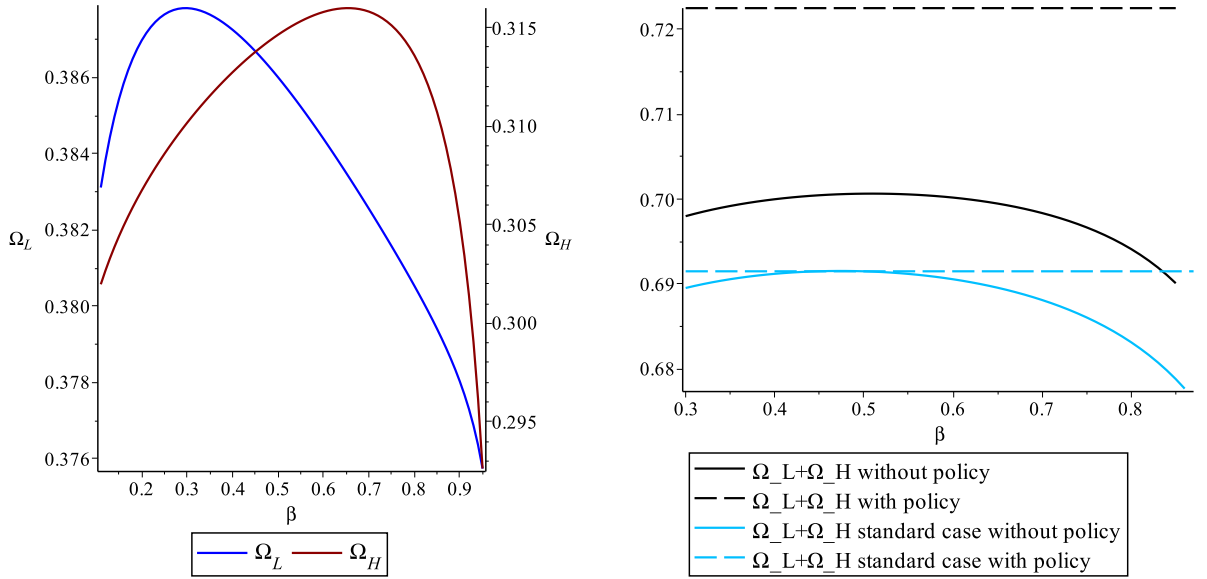 0.386
0.384
0.382
Ω_L
0.380
0.378
0.376
0.315
0.310
0.305
Ω_H
0.300
0.295
0.2 0.3 0.4 0.5 0.6 0.7 0.8 0.9
β
Ω_L Ω_H
0.72
0.71
0.70
0.69
0.68
0.3 0.4 0.5 0.6 0.7 0.8
β
Ω_L+Ω_H without policy
Ω_L+Ω_H with policy
Ω_L+Ω_H standard case without policy
Ω_L+Ω_H standard case with policy